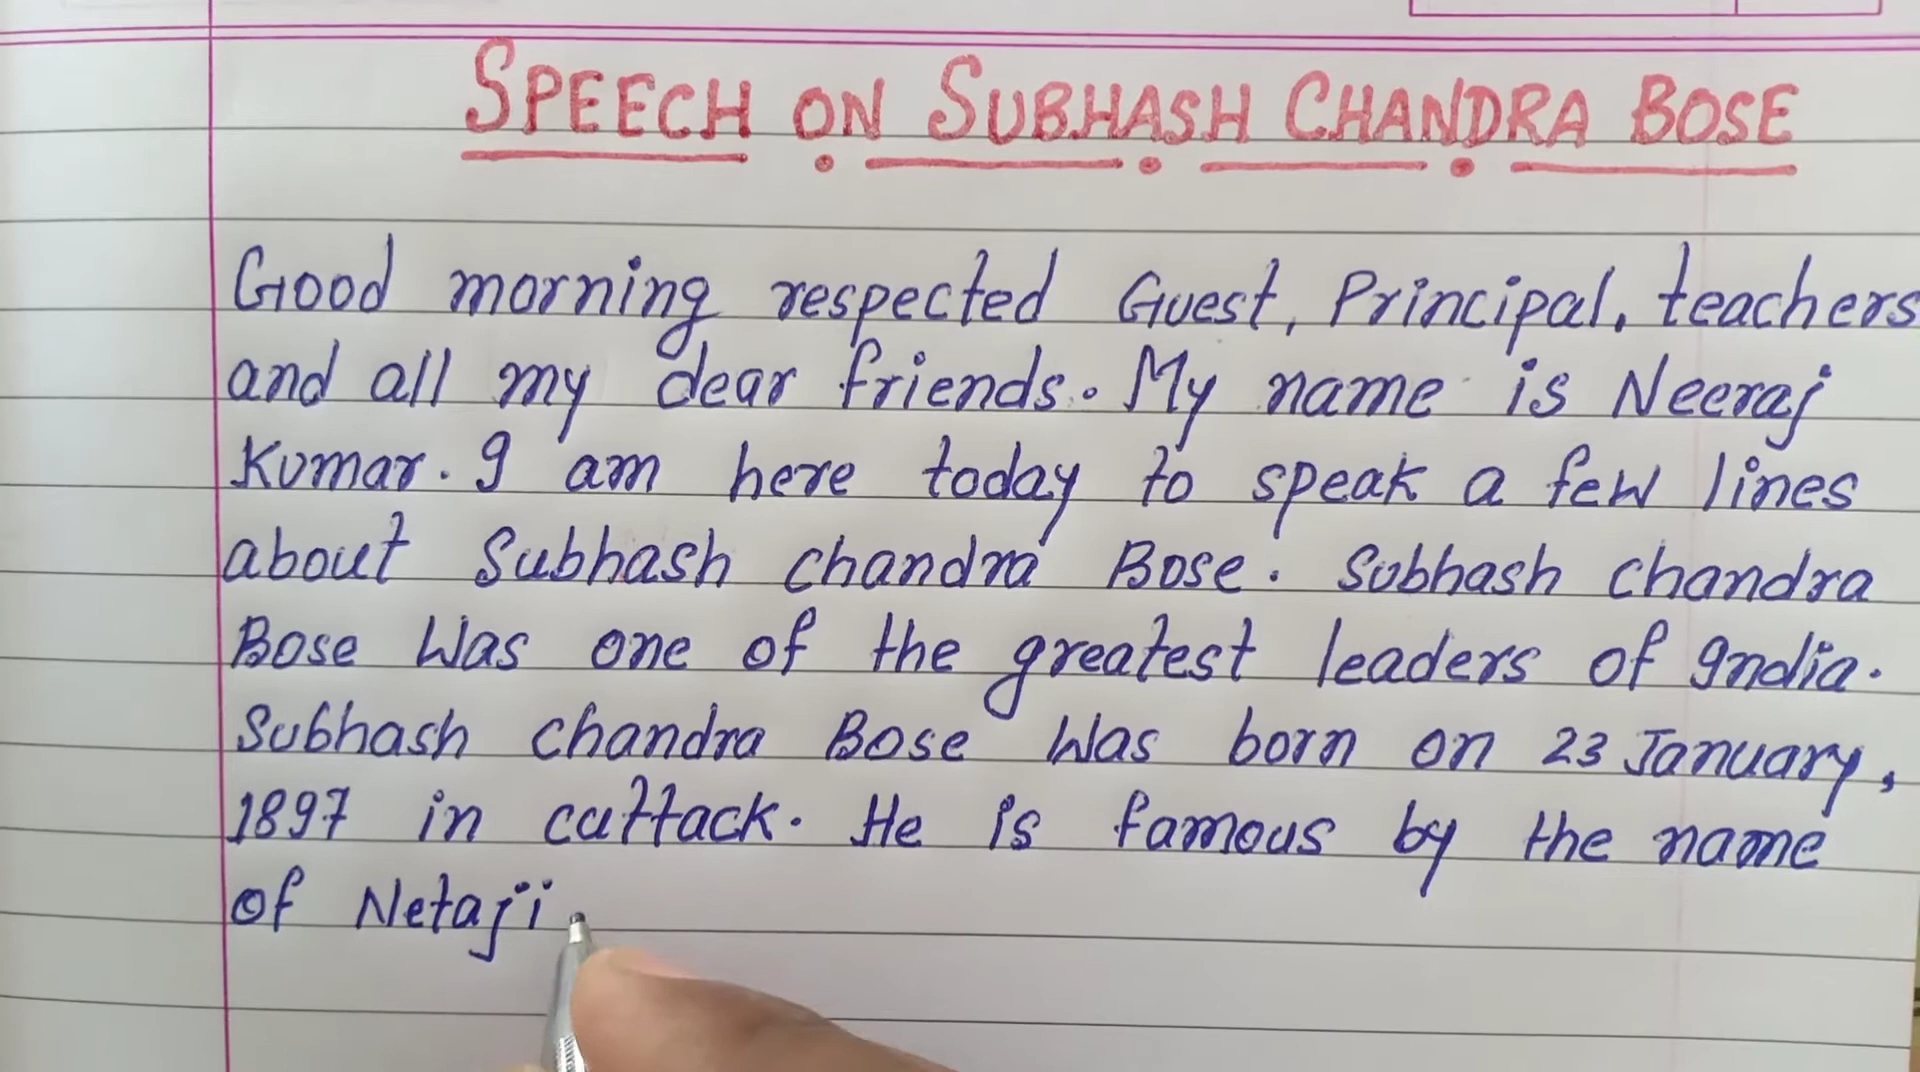 SPEECH ON SUBHASH CHANDRA BOSE
Good morning respected Guest, Principal, teachers
and all my dear friends. My name is Neeraj
Kumar. I am here today to speak a few lines
about Subhash chandra Bose. Subhash chandra
Bose Was one of the greatest leaders of India.
Subhash chandra Bose Was born on 23 January,
1897 in cuttack. He is famous by the name
of Netaji